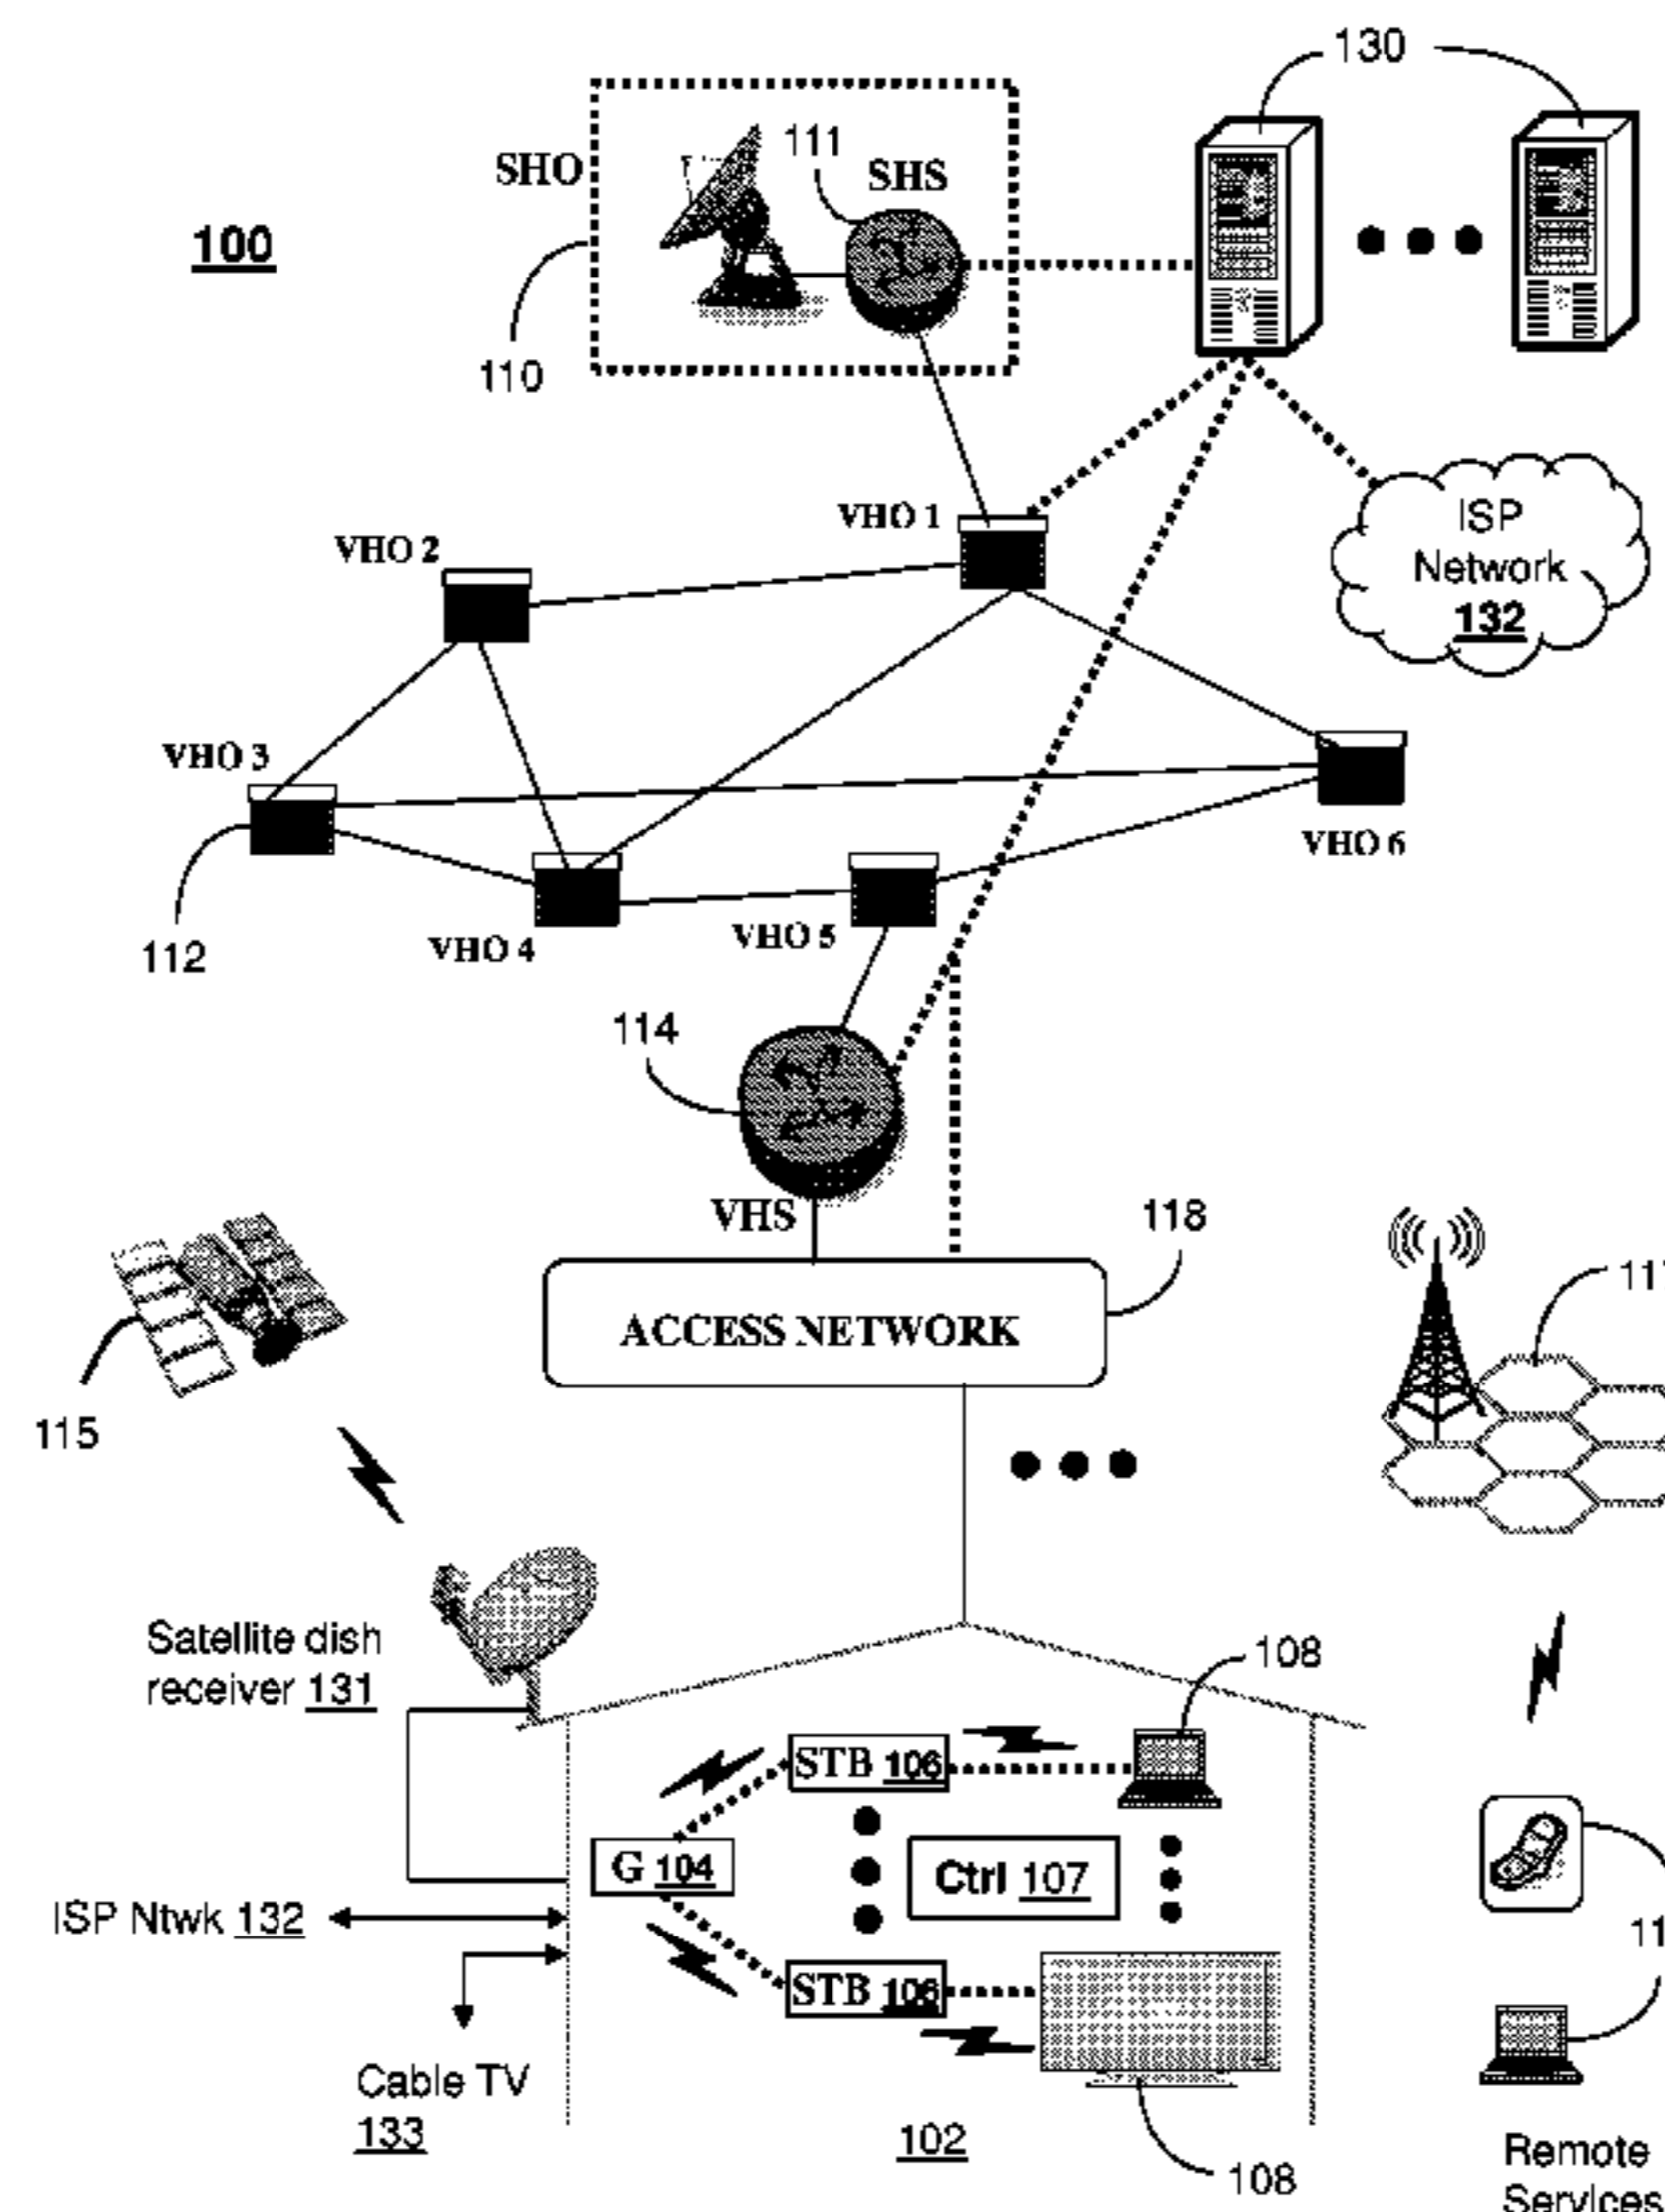 130
111
SHO
SHS
100
110
VHO 1
ISP
Network
132
VHO 2
VHO 3
VHO 6
112
VHO 4
VHO 5
114
VHS
118
ACCESS NETWORK
115
108
Satellite dish
receiver 131
STB 106
G 104
Ctrl 107
ISP Ntwk 132
STB 106
Cable TV
133
102
108
Remote
Services